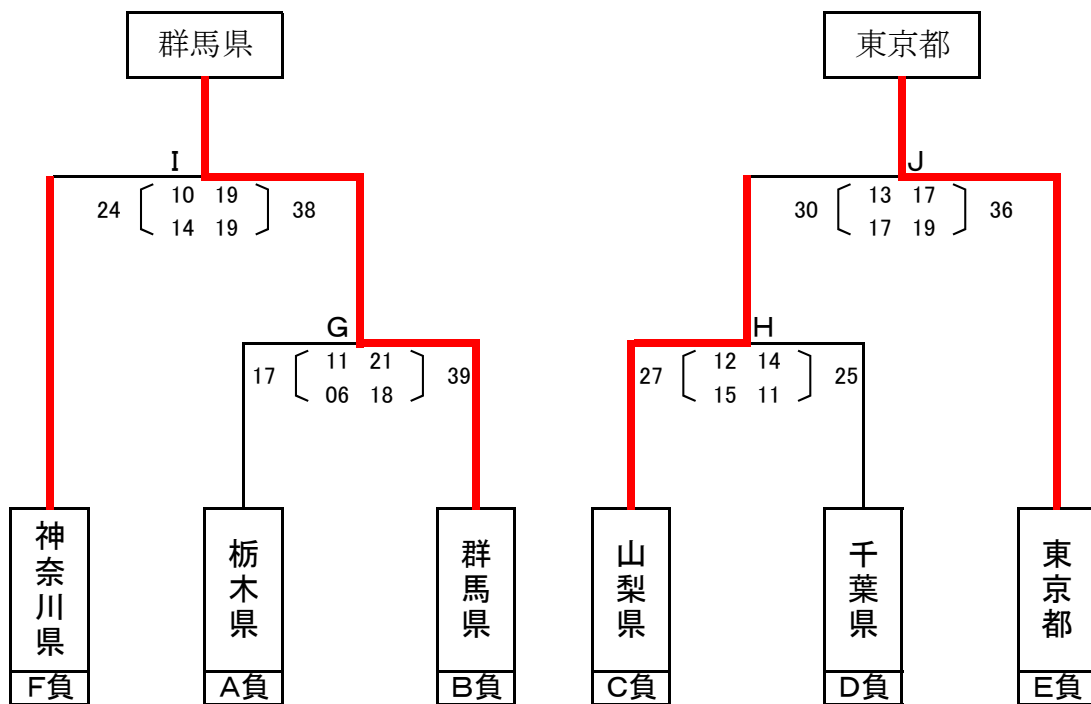 群馬県 東京都
I J
24 10 19 38 30 13 17 36
14 19 17 19
G H
17 11 21 39 27 12 14 25
06 18 15 11
神奈川県 栃木県 群馬県 山梨県 千葉県 東京都
F負 A負 B負 C負 D負 E負